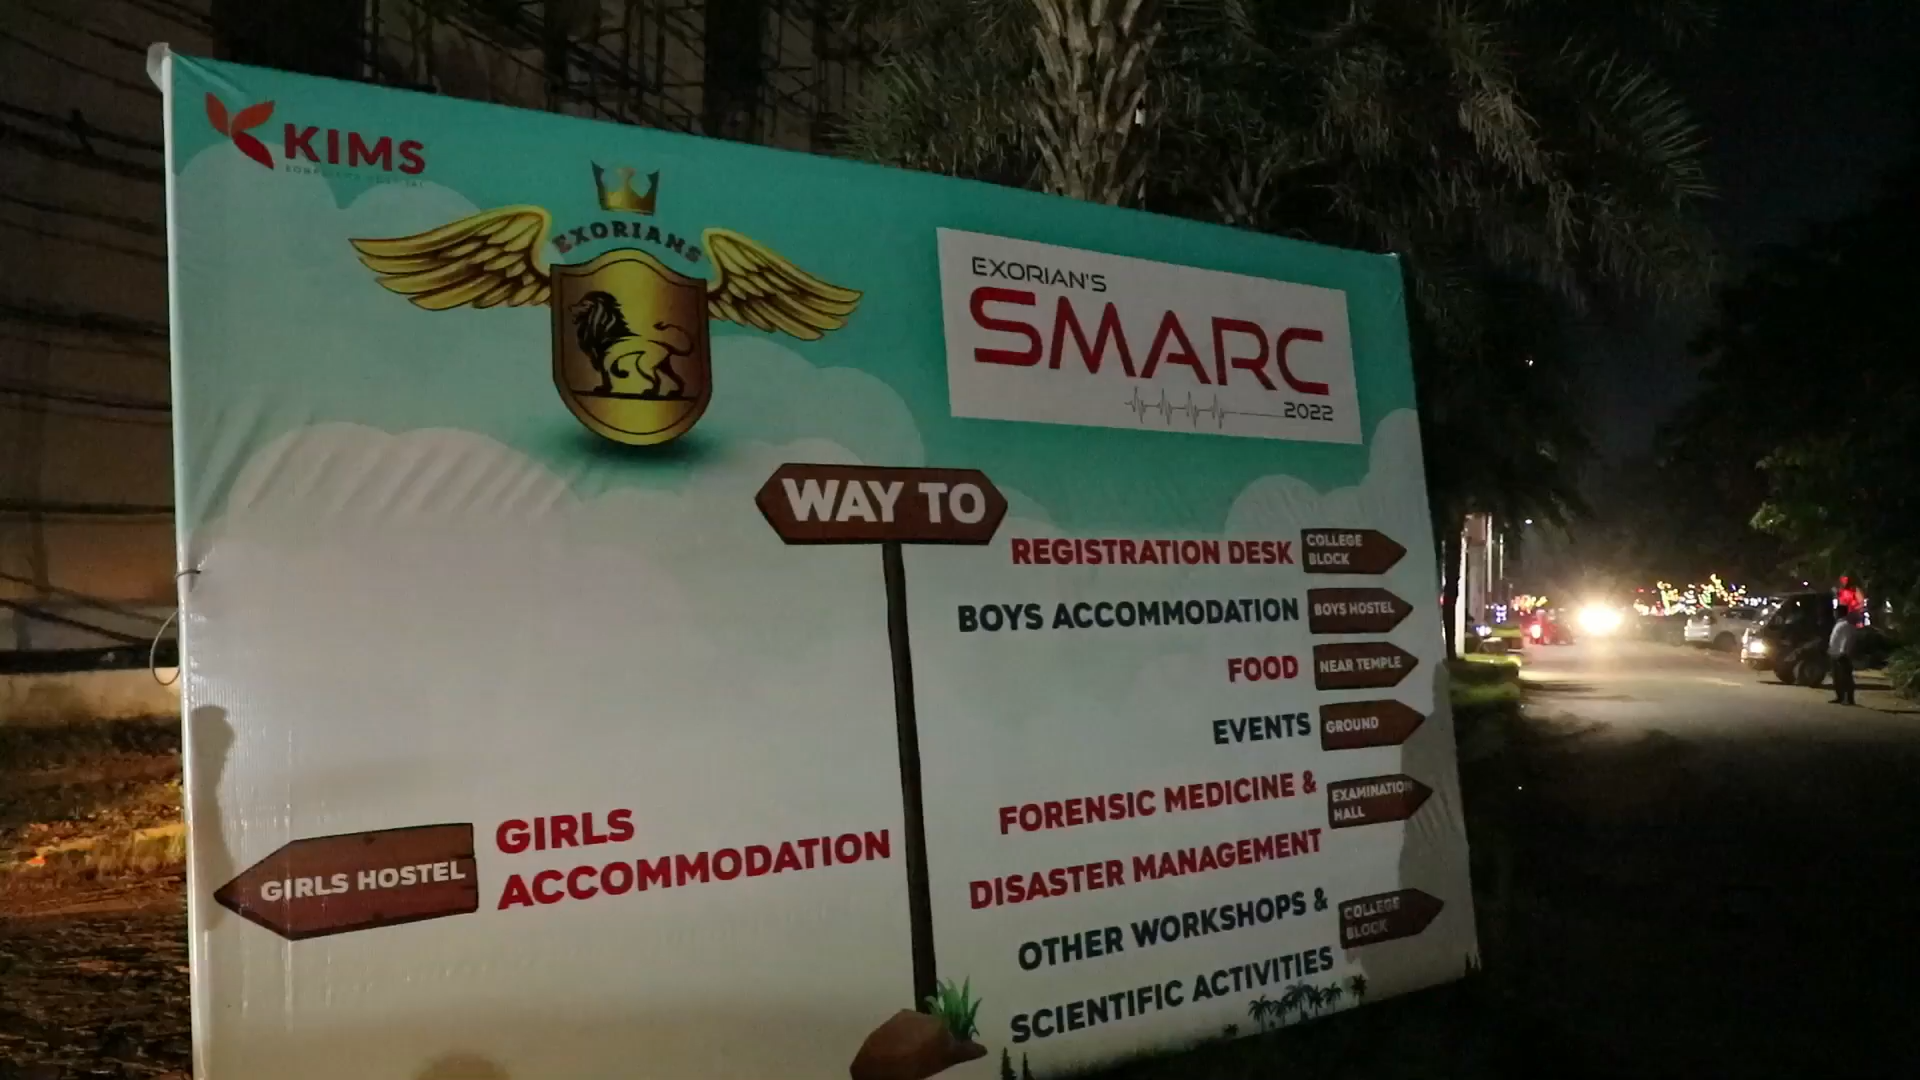 KIMS
EXORIANS
EXORIAN'S
SMARC
2022
WAY TO
REGISTRATION DESK
COLLEGE
BLOCK
BOYS ACCOMMODATION
BOYS HOSTEL
FOOD
NEAR TEMPLE
EVENTS
GROUND
FORENSIC MEDICINE &
DISASTER MANAGEMENT
EXAMINATION
HALL
OTHER WORKSHOPS &
SCIENTIFIC ACTIVITIES
COLLEGE
BLOCK
GIRLS HOSTEL
GIRLS
ACCOMMODATION